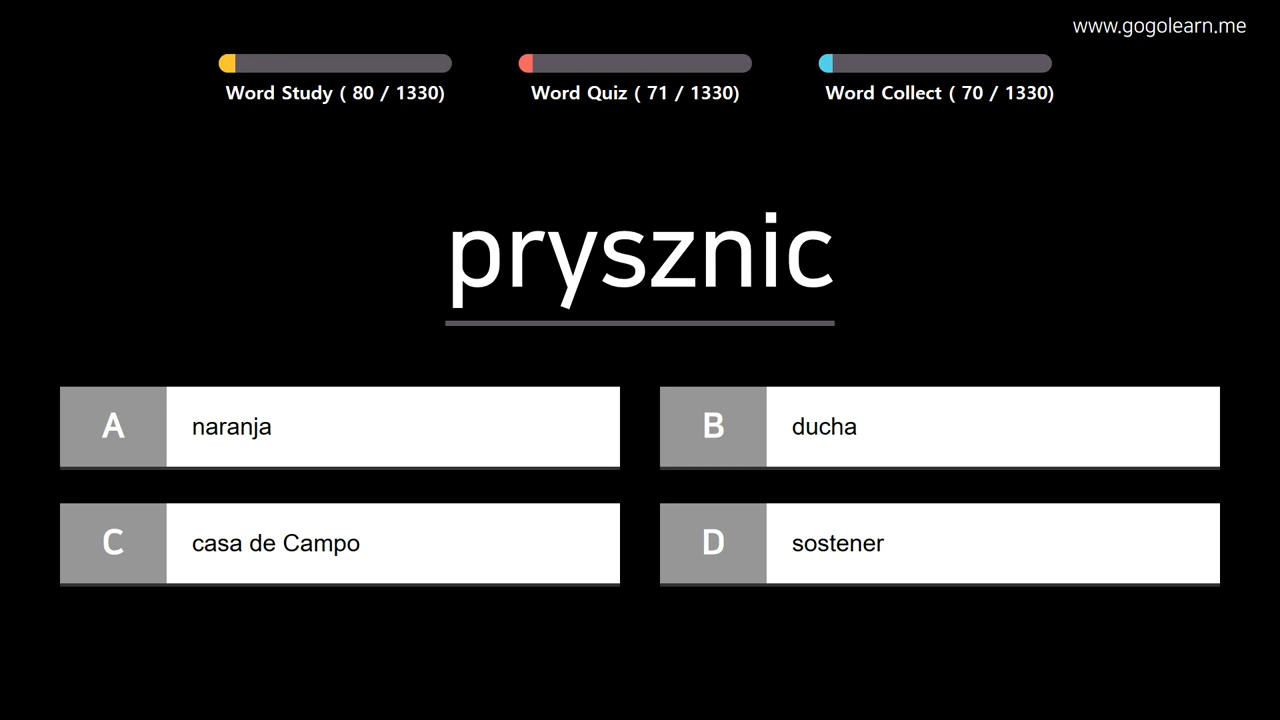 www.gogolearn.me
Word Study ( 80 / 1330)
Word Quiz ( 71 / 1330)
Word Collect ( 70 / 1330)
prysznic
A naranja
B ducha
C casa de Campo
D sostener